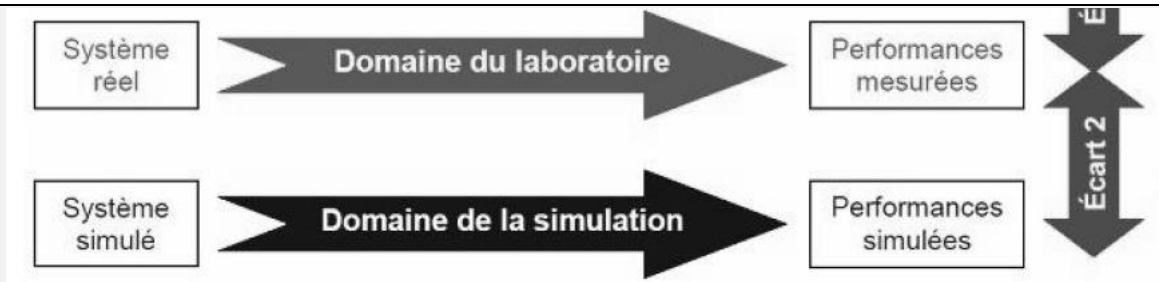 Système
réel
Domaine du laboratoire
Performances
mesurées
Système
simulé
Domaine de la simulation
Performances
simulées
Écart 2